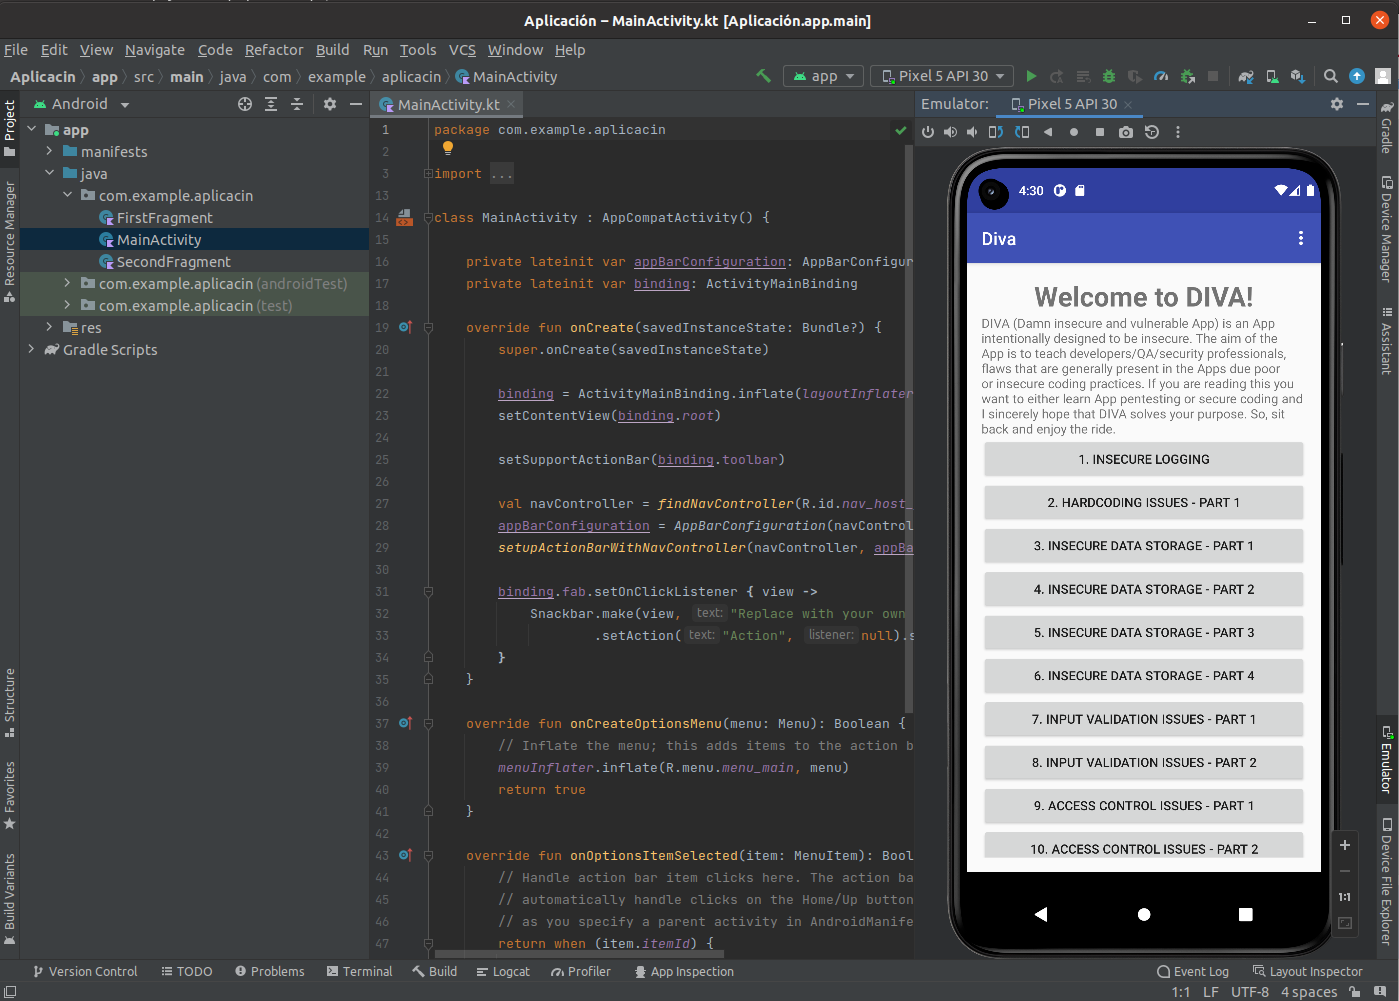 Aplicación – MainActivity.kt [Aplicación.app.main]
File Edit View Navigate Code Refactor Build Run Tools VCS Window Help
Aplicacin app src main java com example aplicacin MainActivity
app Pixel 5 API 30
Android
MainActivity.kt
Emulator: Pixel 5 API 30
Project
Resource Manager
Structure
Favorites
Build Variants
app
manifests
java
com.example.aplicacin
FirstFragment
MainActivity
SecondFragment
com.example.aplicacin (androidTest)
com.example.aplicacin (test)
res
Gradle Scripts
1 package com.example.aplicacin
2
3 import ...
13
14 class MainActivity : AppCompatActivity() {
15
16 private lateinit var appBarConfiguration: AppBarConfigur
17 private lateinit var binding: ActivityMainBinding
18
19 override fun onCreate(savedInstanceState: Bundle?) {
20 super.onCreate(savedInstanceState)
21
22 binding = ActivityMainBinding.inflate(layoutInflater
23 setContentView(binding.root)
24
25 setSupportActionBar(binding.toolbar)
26
27 val navController = findNavController(R.id.nav_host_
28 appBarConfiguration = AppBarConfiguration(navControl
29 setupActionBarWithNavController(navController, appBa
30
31 binding.fab.setOnClickListener { view ->
32 Snackbar.make(view, text: "Replace with your own
33 .setAction( text: "Action", listener: null).s
34 }
35 }
36
37 override fun onCreateOptionsMenu(menu: Menu): Boolean {
38 // Inflate the menu; this adds items to the action b
39 menuInflater.inflate(R.menu.menu_main, menu)
40 return true
41 }
42
43 override fun onOptionsItemSelected(item: MenuItem): Bool
44 // Handle action bar item clicks here. The action ba
45 // automatically handle clicks on the Home/Up button
46 // as you specify a parent activity in AndroidManife
47 return when (item.itemId) {
4:30
Diva
Welcome to DIVA!
DIVA (Damn insecure and vulnerable App) is an App
intentionally designed to be insecure. The aim of the
App is to teach developers/QA/security professionals,
flaws that are generally present in the Apps due poor
or insecure coding practices. If you are reading this you
want to either learn App pentesting or secure coding and
I sincerely hope that DIVA solves your purpose. So, sit
back and enjoy the ride.
1. INSECURE LOGGING
2. HARDCODING ISSUES - PART 1
3. INSECURE DATA STORAGE - PART 1
4. INSECURE DATA STORAGE - PART 2
5. INSECURE DATA STORAGE - PART 3
6. INSECURE DATA STORAGE - PART 4
7. INPUT VALIDATION ISSUES - PART 1
8. INPUT VALIDATION ISSUES - PART 2
9. ACCESS CONTROL ISSUES - PART 1
10. ACCESS CONTROL ISSUES - PART 2
1:1
Gradle
Device Manager
Assistant
Emulator
Device File Explorer
Version Control TODO Problems Terminal Build Logcat Profiler App Inspection Event Log Layout Inspector
1:1 LF UTF-8 4 spaces